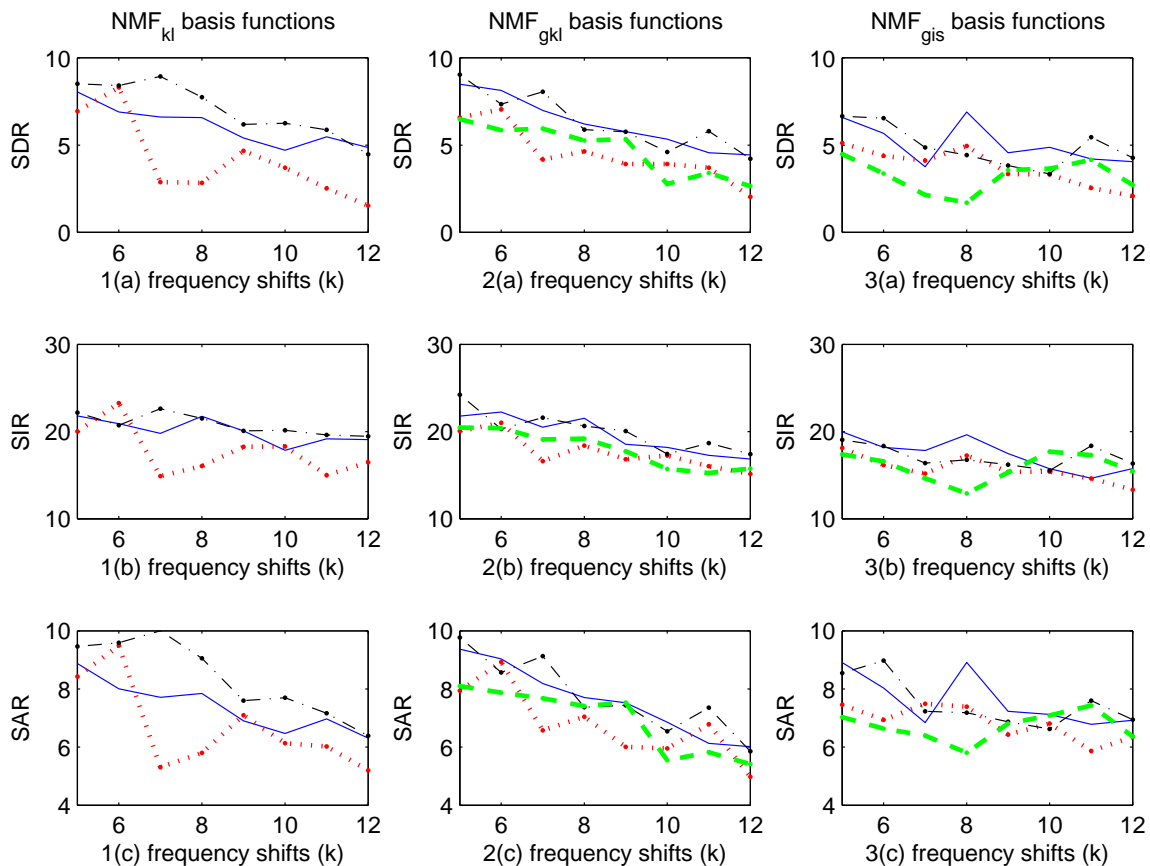 NMF_kl basis functions
NMF_gkl basis functions
NMF_gis basis functions
SDR
10
5
0
6 8 10 12
1(a) frequency shifts (k)
SDR
10
5
0
6 8 10 12
2(a) frequency shifts (k)
SDR
10
5
0
6 8 10 12
3(a) frequency shifts (k)
SIR
30
20
10
6 8 10 12
1(b) frequency shifts (k)
SIR
30
20
10
6 8 10 12
2(b) frequency shifts (k)
SIR
30
20
10
6 8 10 12
3(b) frequency shifts (k)
SAR
10
8
6
4
6 8 10 12
1(c) frequency shifts (k)
SAR
10
8
6
4
6 8 10 12
2(c) frequency shifts (k)
SAR
10
8
6
4
6 8 10 12
3(c) frequency shifts (k)